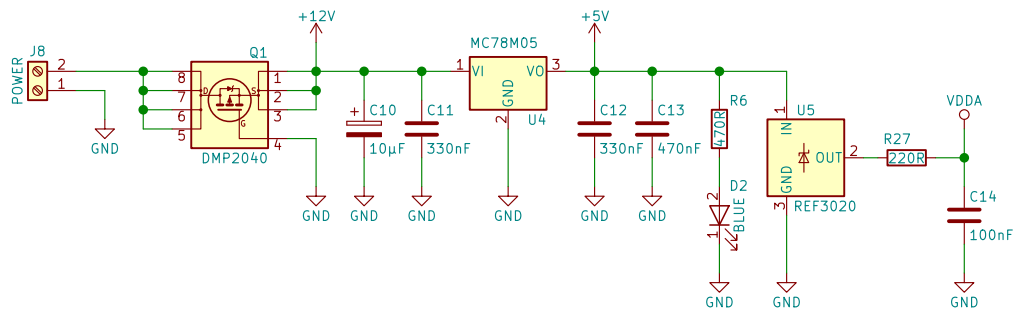 +12V
+5V
J8
POWER
2
1
GND
Q1
8
7
6
5
D
S
G
1
2
3
4
DMP2040
GND
C10
+
10µF
GND
C11
330nF
GND
MC78M05
1
VI
VO
3
GND
2
U4
GND
C12
330nF
GND
C13
470nF
GND
R6
470R
D2
BLUE
2
1
GND
U5
1
IN
OUT
2
GND
3
REF3020
GND
R27
220R
VDDA
C14
100nF
GND